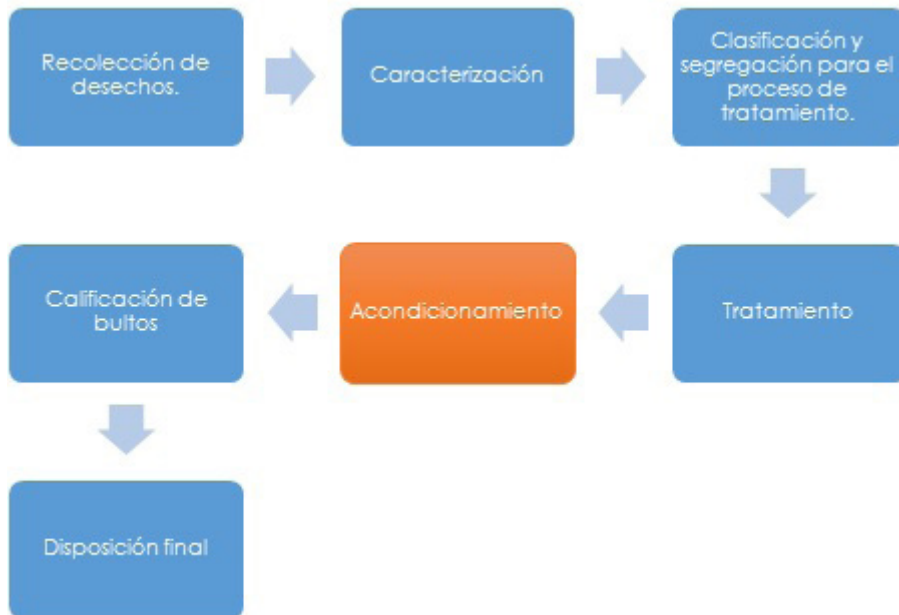 Recolección de
desechos.
Caracterización
Clasificación y
segregación para el
proceso de
tratamiento.
Tratamiento
Acondicionamiento
Calificación de
bultos
Disposición final